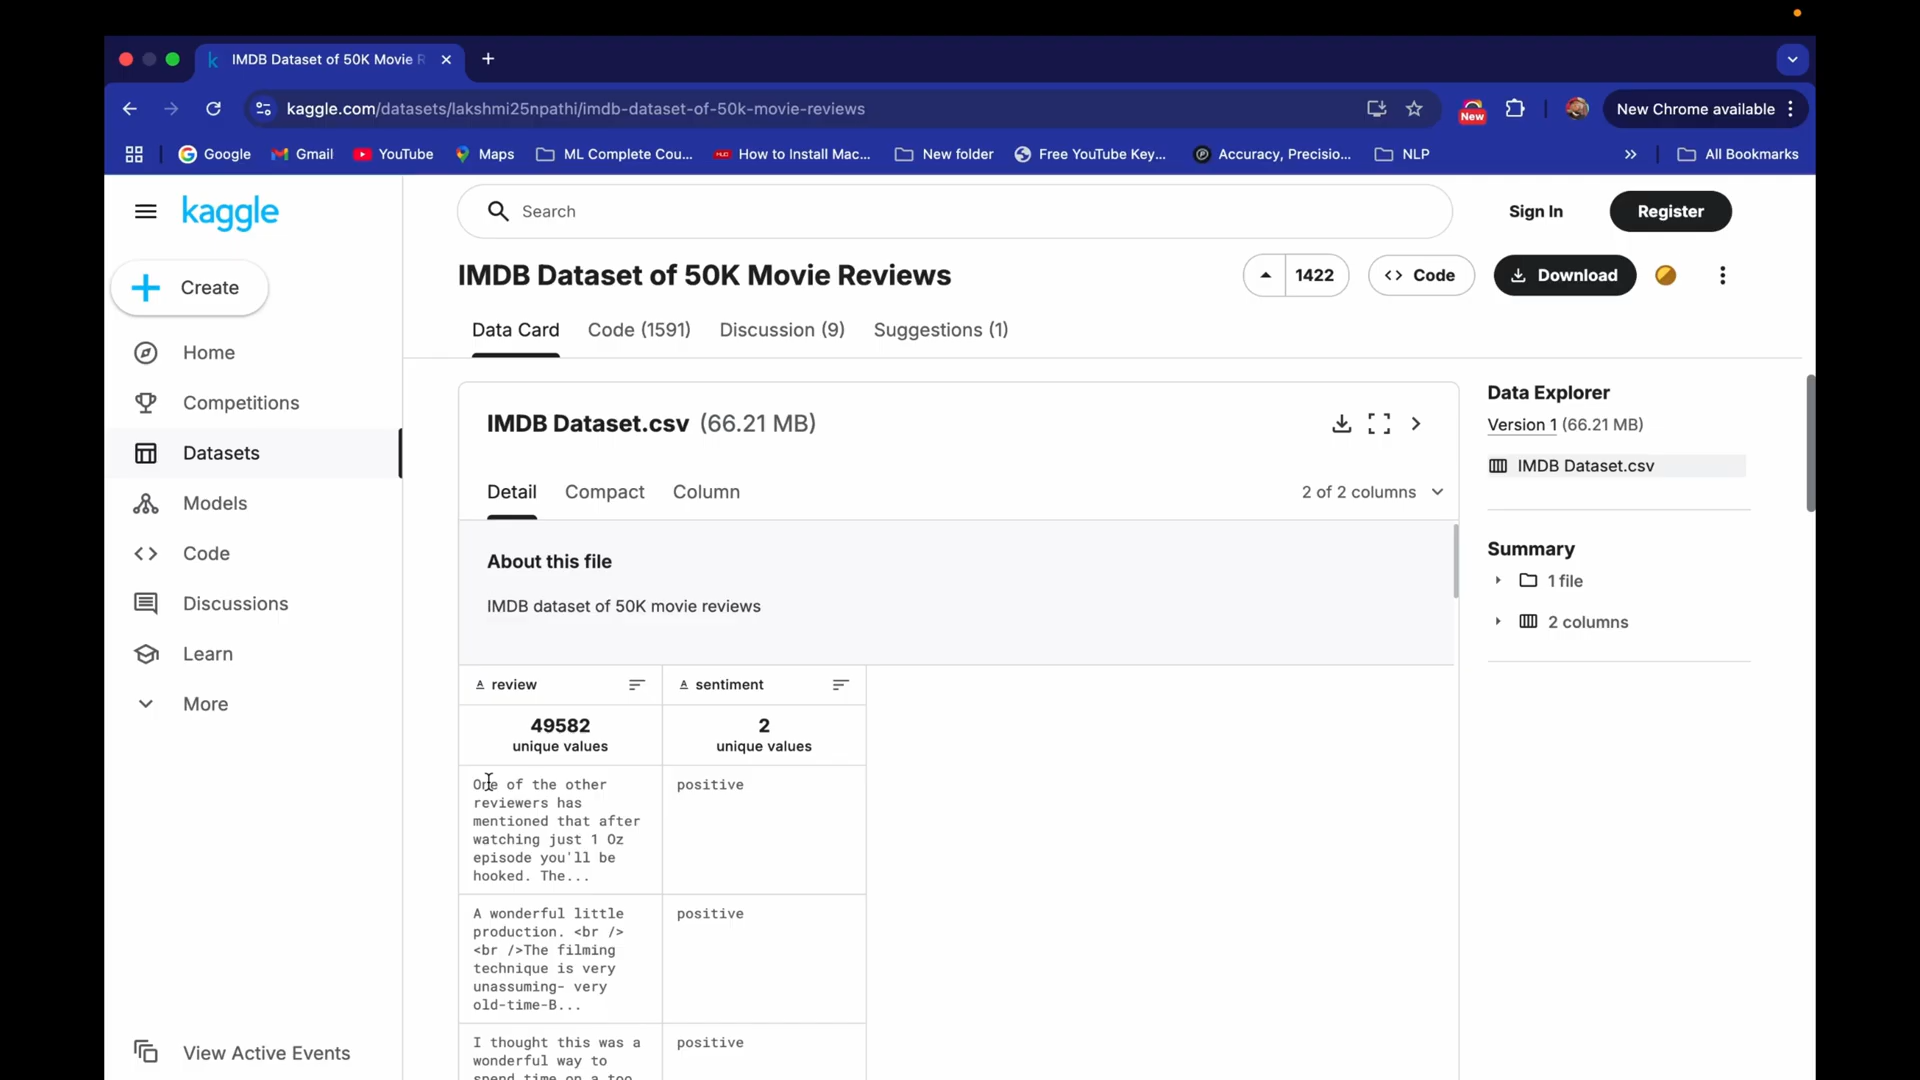 IMDB Dataset of 50K Movie R
kaggle.com/datasets/lakshmi25npathi/imdb-dataset-of-50k-movie-reviews
New
New Chrome available
Google
Gmail
YouTube
Maps
ML Complete Cou...
How to Install Mac...
New folder
Free YouTube Key...
Accuracy, Precisio...
NLP
All Bookmarks
kaggle
Search
Sign In
Register
Create
Home
Competitions
Datasets
Models
Code
Discussions
Learn
More
View Active Events
IMDB Dataset of 50K Movie Reviews
1422
Code
Download
Data Card
Code (1591)
Discussion (9)
Suggestions (1)
IMDB Dataset.csv (66.21 MB)
Detail
Compact
Column
2 of 2 columns
About this file
IMDB dataset of 50K movie reviews
review
sentiment
49582
unique values
2
unique values
One of the other
reviewers has
mentioned that after
watching just 1 Oz
episode you'll be
hooked. The...
positive
A wonderful little
production. <br />
<br />The filming
technique is very
unassuming- very
old-time-B...
positive
I thought this was a
wonderful way to
spend time on a too
positive
Data Explorer
Version 1 (66.21 MB)
IMDB Dataset.csv
Summary
1 file
2 columns